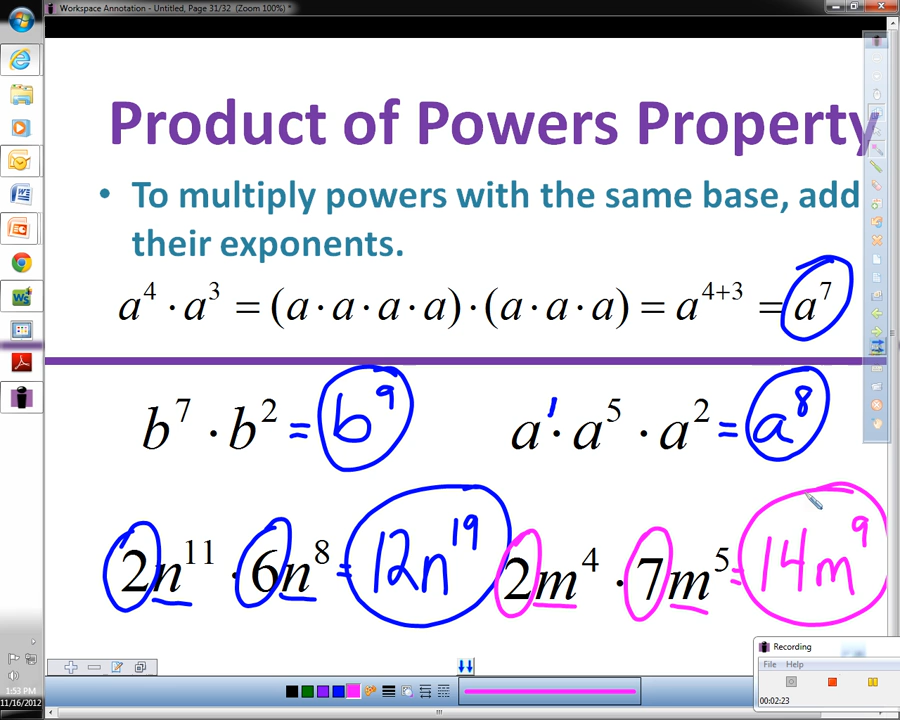 Workspace Annotation - Untitled, Page 31/32 (Zoom 100%) *
Product of Powers Property
• To multiply powers with the same base, add
their exponents.
a⁴ · a³ = (a · a · a · a) · (a · a · a) = a⁴⁺³ = a⁷
b⁷ · b² = b⁹ a¹ · a⁵ · a² = a⁸
2n¹¹ · 6n⁸ = 12n¹⁹ 2m⁴ · 7m⁵ = 14m⁹
Recording
File Help
00:02:23
1:53 PM
11/16/2012